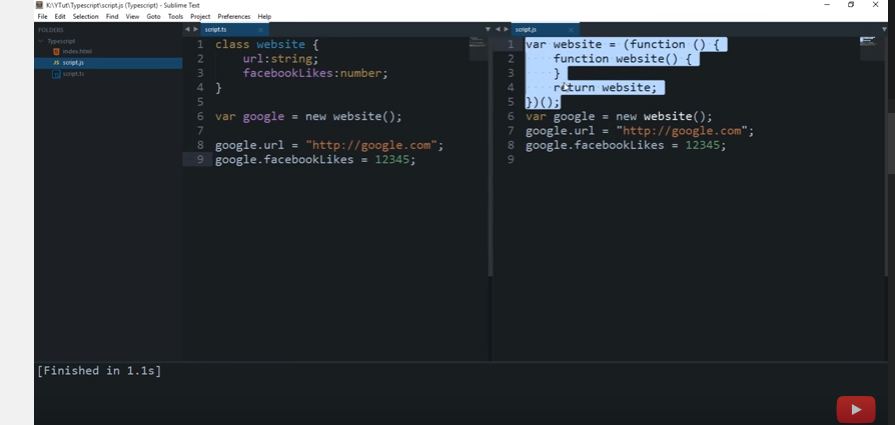 K:\YTut\Typescript\script.js (Typescript) - Sublime Text
File Edit Selection Find View Goto Tools Project Preferences Help
FOLDERS
Typescript
index.html
JS script.js
script.ts
script.ts
1 class website {
2 url:string;
3 facebookLikes:number;
4 }
5
6 var google = new website();
7
8 google.url = "http://google.com";
9 google.facebookLikes = 12345;
script.js
1 var website = (function () {
2 function website() {
3 }
4 return website;
5 })();
6 var google = new website();
7 google.url = "http://google.com";
8 google.facebookLikes = 12345;
9
[Finished in 1.1s]